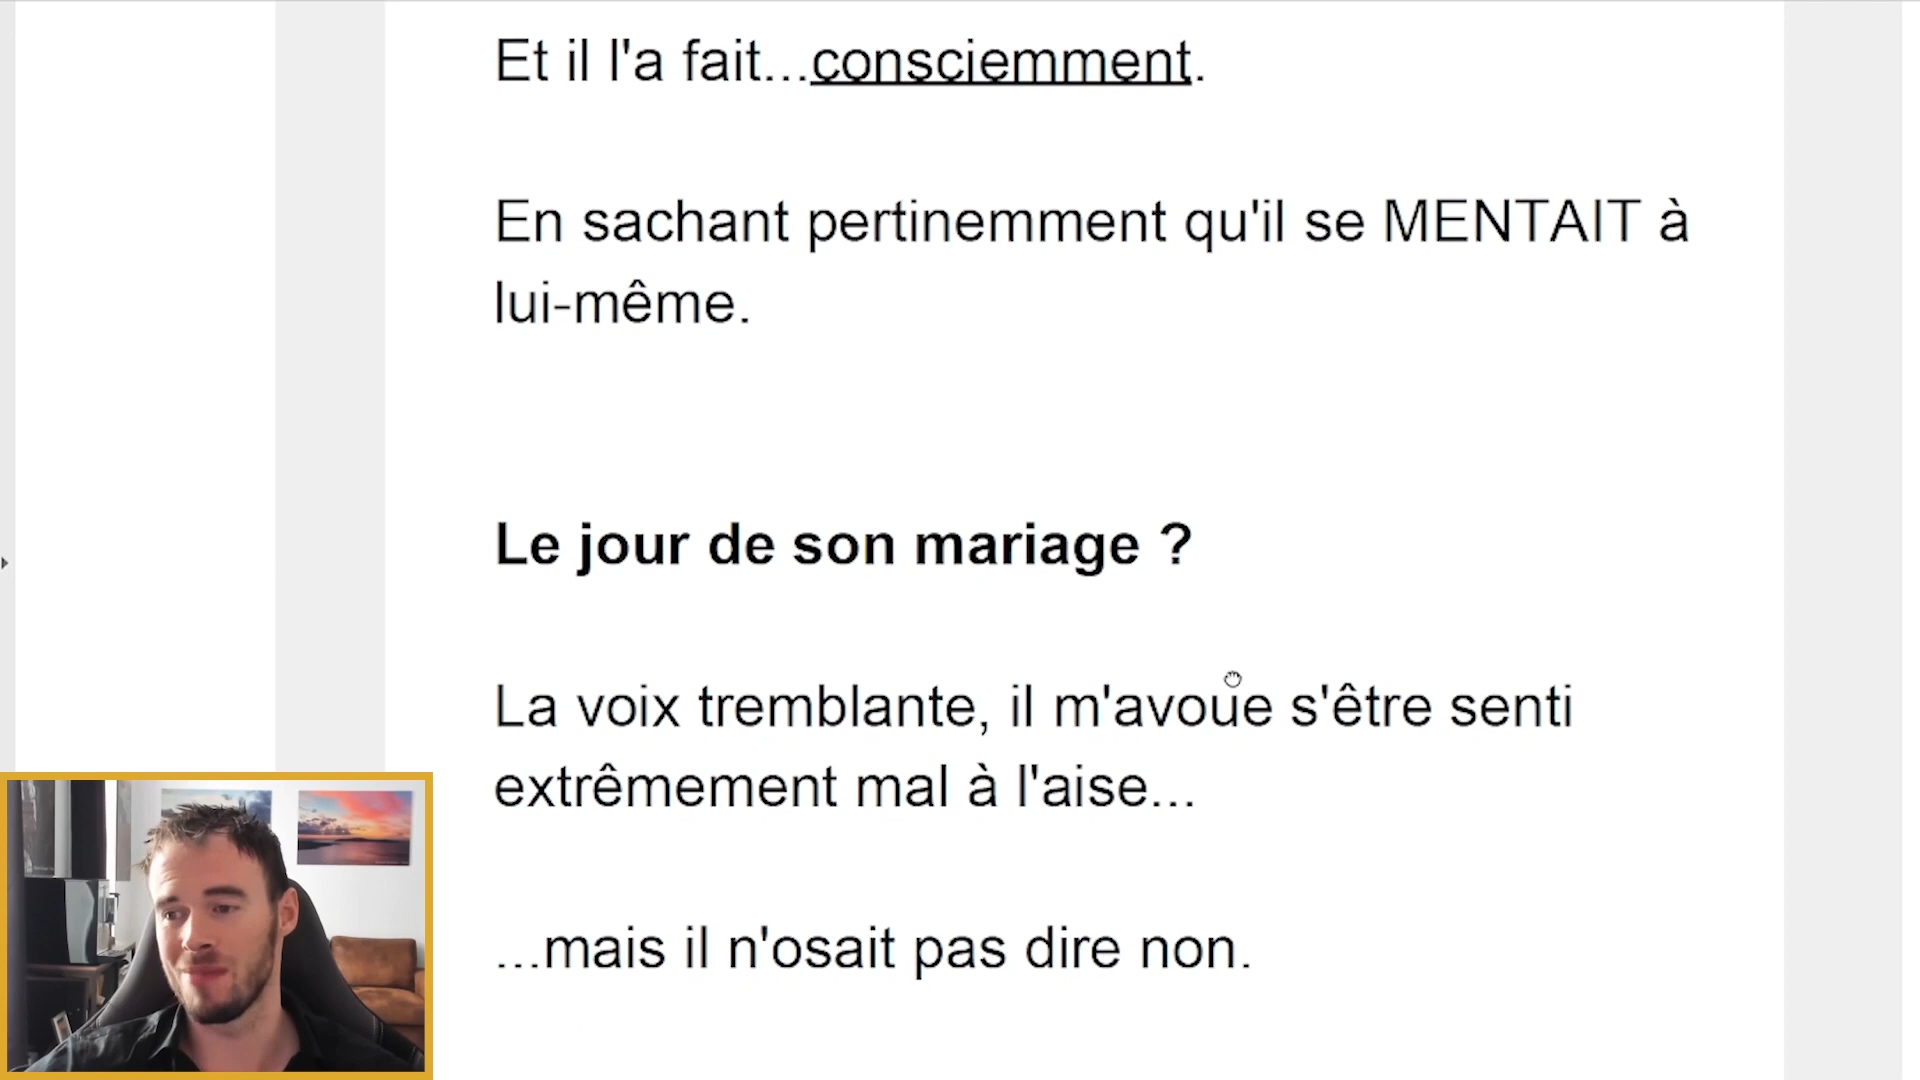 Et il l'a fait...consciemment.
En sachant pertinemment qu'il se MENTAIT à
lui-même.
Le jour de son mariage ?
La voix tremblante, il m'avoue s'être senti
extrêmement mal à l'aise...
...mais il n'osait pas dire non.